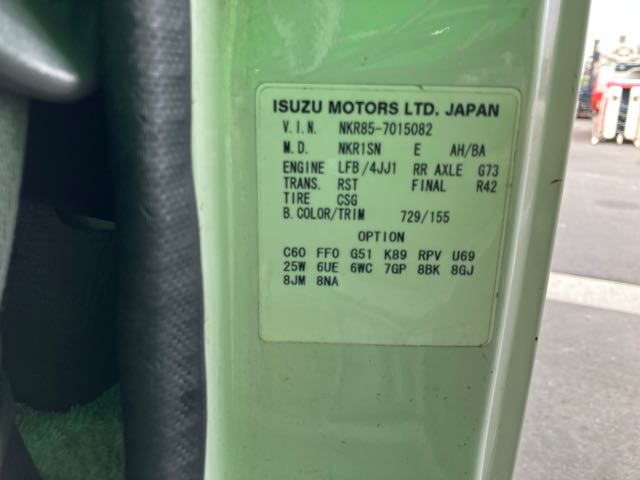 ISUZU MOTORS LTD. JAPAN
V.I.N. NKR85-7015082
M.D. NKR1SN E AH/BA
ENGINE LFB/4JJ1 RR AXLE G73
TRANS. RST FINAL R42
TIRE CSG
B.COLOR/TRIM 729/155
OPTION
C60 FF0 G51 K89 RPV U69
25W 6UE 6WC 7GP 8BK 8GJ
8JM 8NA